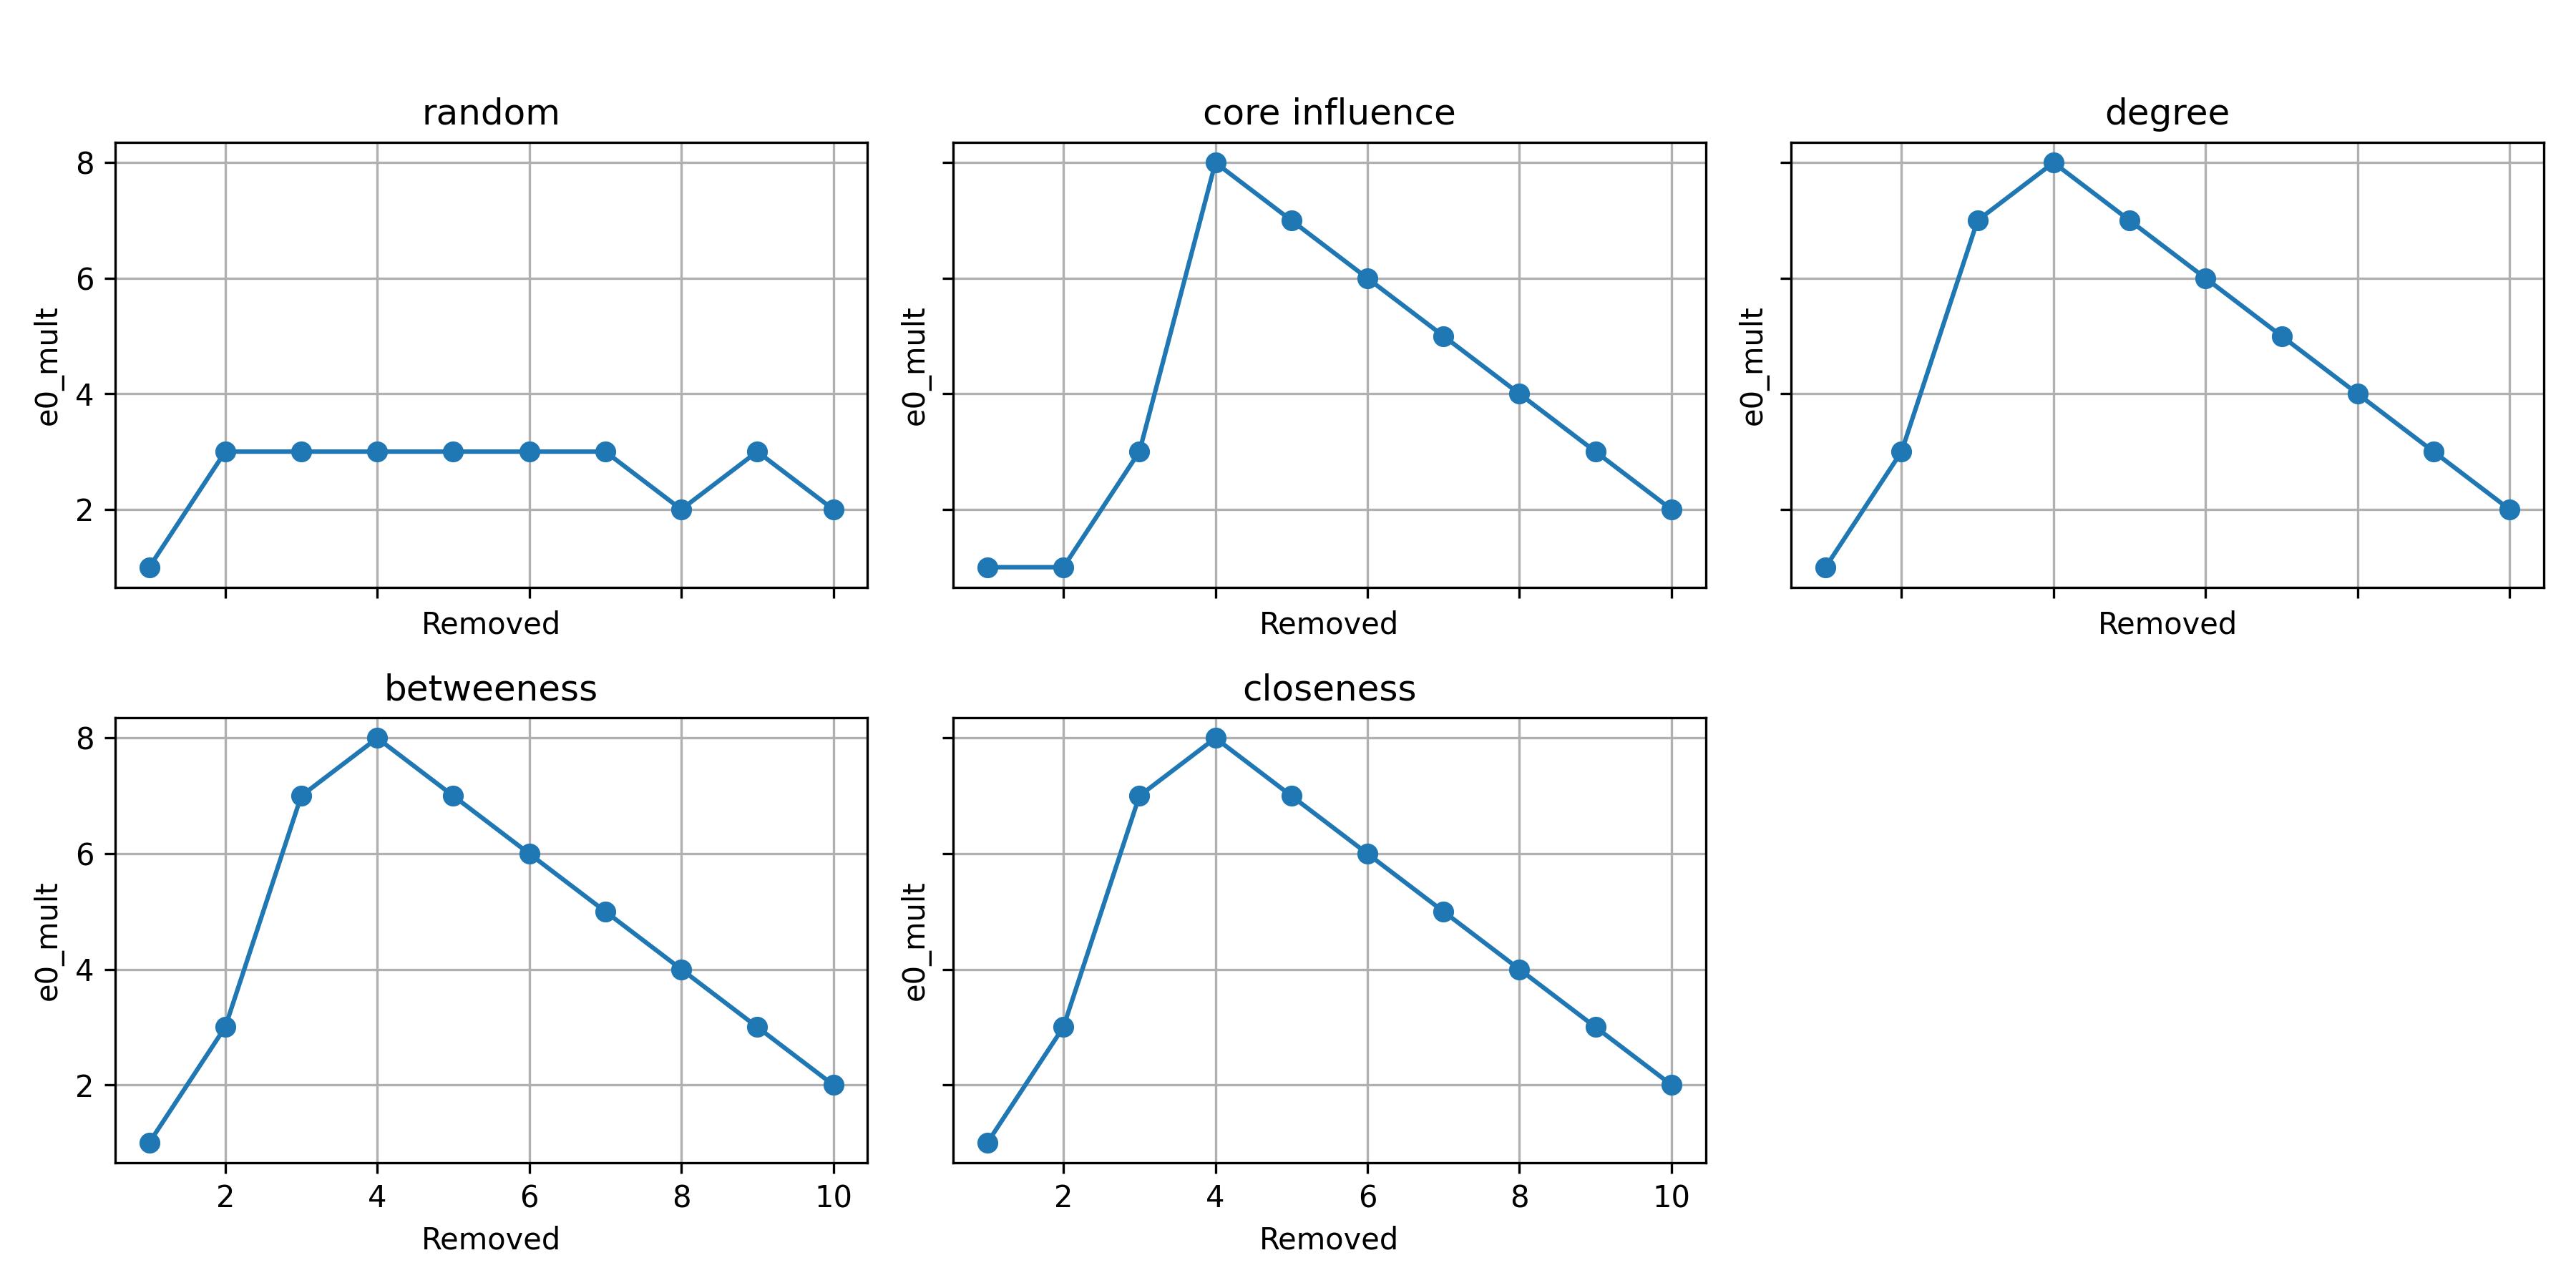 random
core influence
degree
8
6
4
2
e0_mult
e0_mult
e0_mult
Removed
Removed
Removed
betweeness
closeness
8
6
4
2
e0_mult
e0_mult
2 4 6 8 10
2 4 6 8 10
Removed
Removed